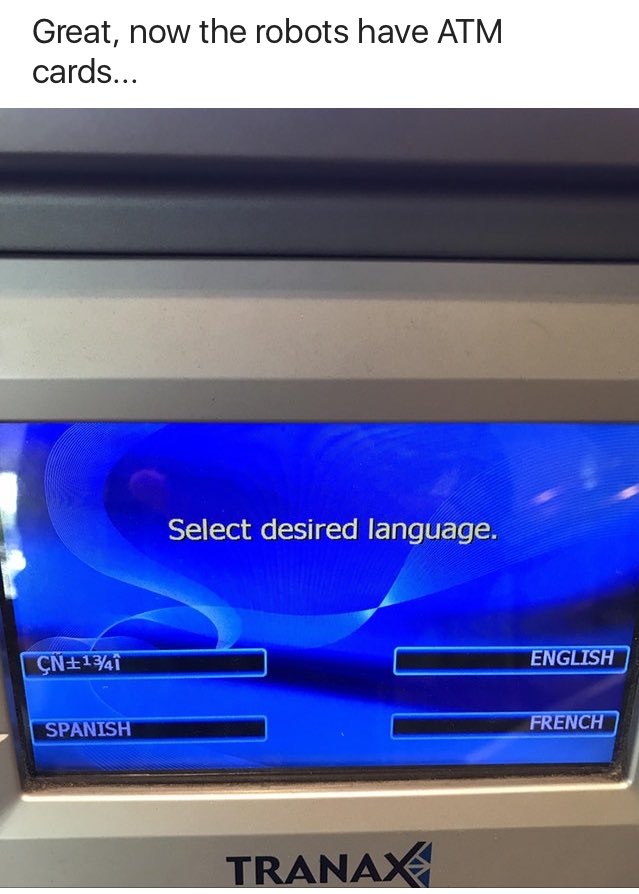 Great, now the robots have ATM
cards...
Select desired language.
ÇÑ±¹¾î
ENGLISH
SPANISH
FRENCH
TRANAX